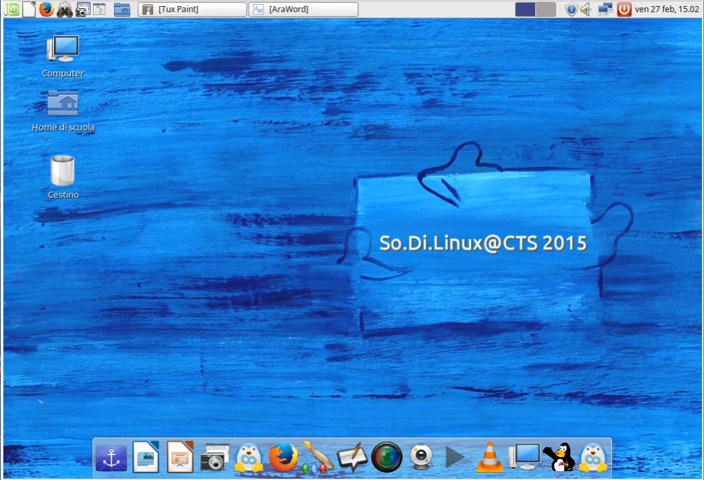 [Tux Paint]
[AraWord]
ven 27 feb, 15.02
Computer
Home di scuola
Cestino
So.Di.Linux@CTS 2015